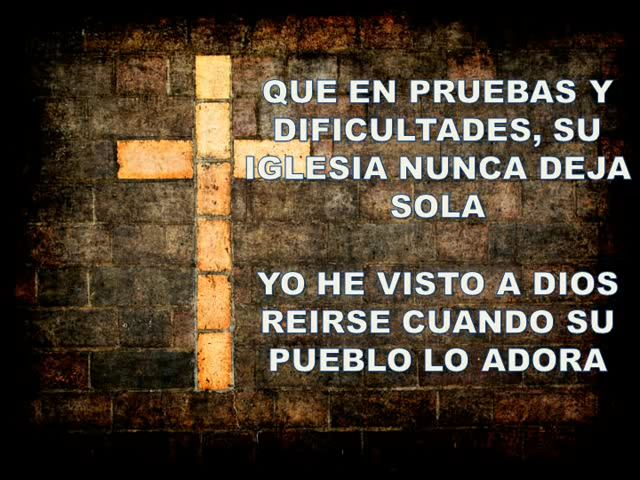 QUE EN PRUEBAS Y
DIFICULTADES, SU
IGLESIA NUNCA DEJA
SOLA
YO HE VISTO A DIOS
REIRSE CUANDO SU
PUEBLO LO ADORA